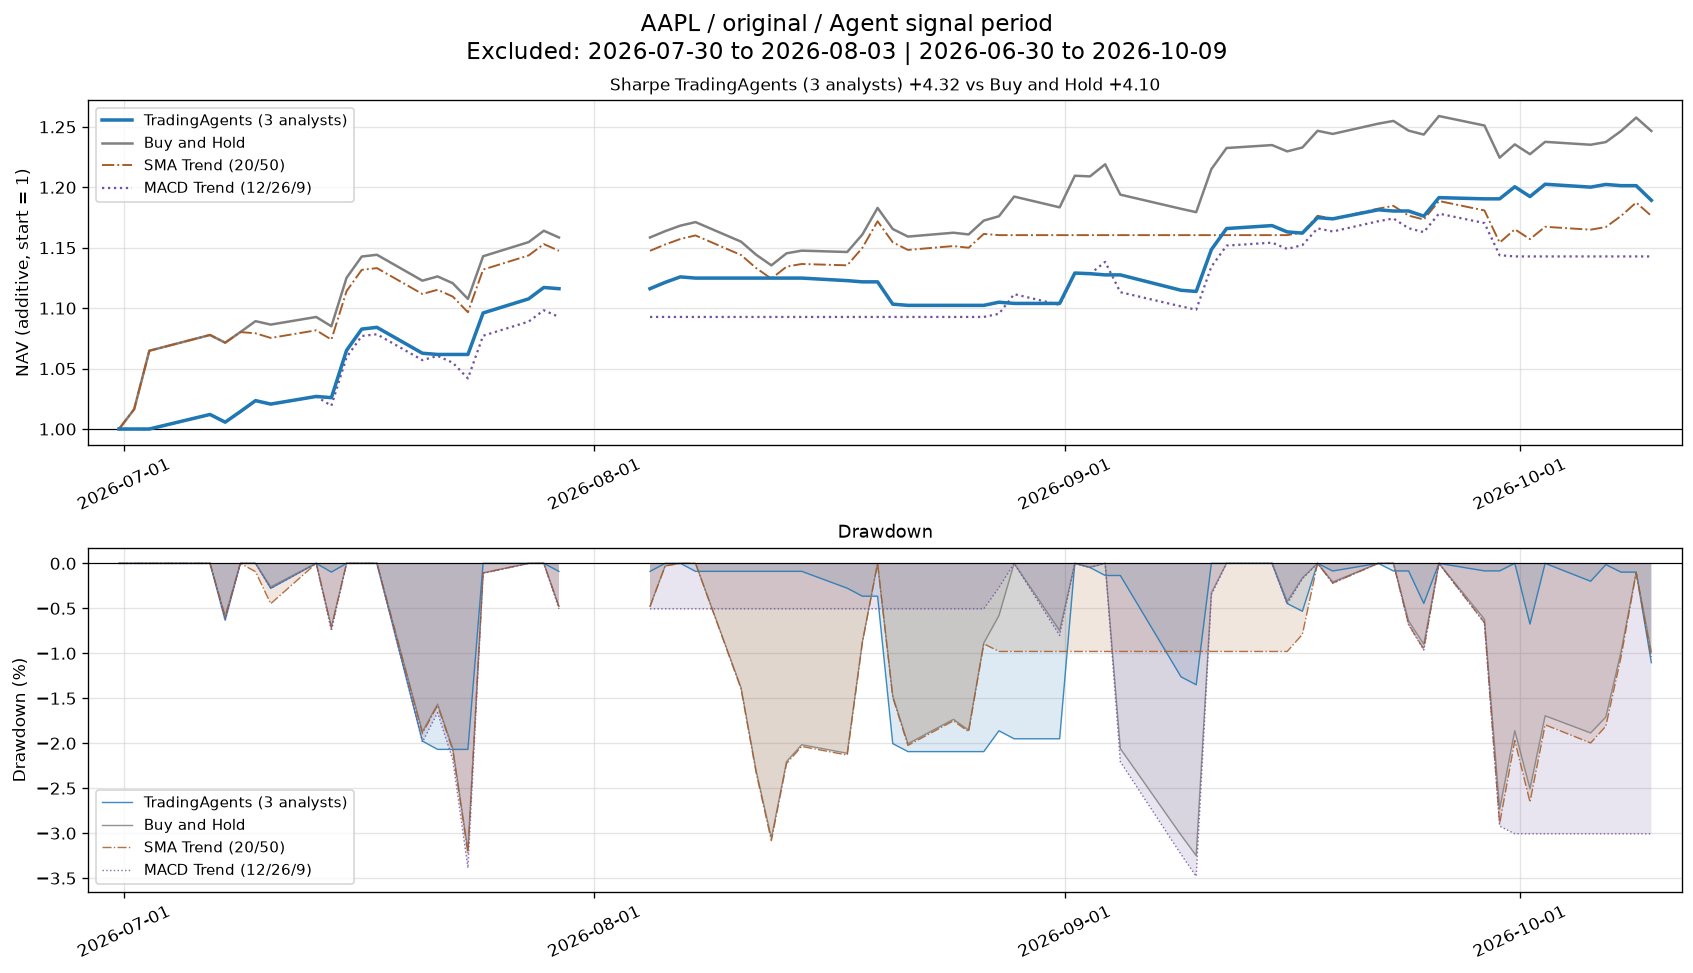 AAPL / original / Agent signal period
Excluded: 2026-07-30 to 2026-08-03 | 2026-06-30 to 2026-10-09
Sharpe TradingAgents (3 analysts) +4.32 vs Buy and Hold +4.10
NAV (additive, start = 1)
1.25
1.20
1.15
1.10
1.05
1.00
TradingAgents (3 analysts)
Buy and Hold
SMA Trend (20/50)
MACD Trend (12/26/9)
2026-07-01
2026-08-01
2026-09-01
2026-10-01
Drawdown
Drawdown (%)
0.0
−0.5
−1.0
−1.5
−2.0
−2.5
−3.0
−3.5
TradingAgents (3 analysts)
Buy and Hold
SMA Trend (20/50)
MACD Trend (12/26/9)
2026-07-01
2026-08-01
2026-09-01
2026-10-01